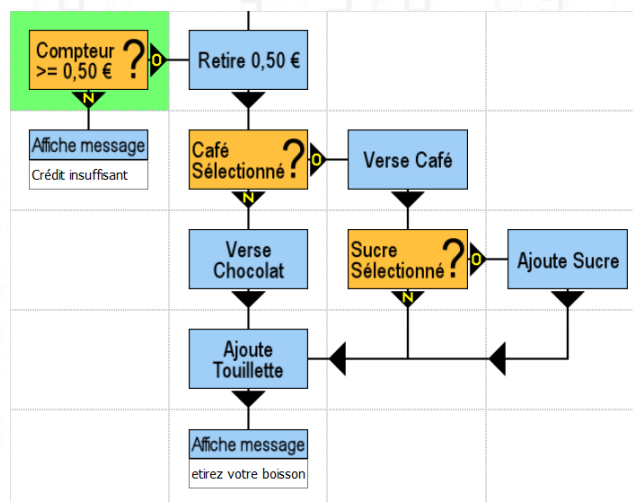 Compteur
>= 0,50 €
?
O
Retire 0,50 €
N
Affiche message
Crédit insuffisant
Café
Sélectionné
?
O
Verse Café
N
Verse
Chocolat
Sucre
Sélectionné
?
O
Ajoute Sucre
N
Ajoute
Touillette
Affiche message
etirez votre boisson